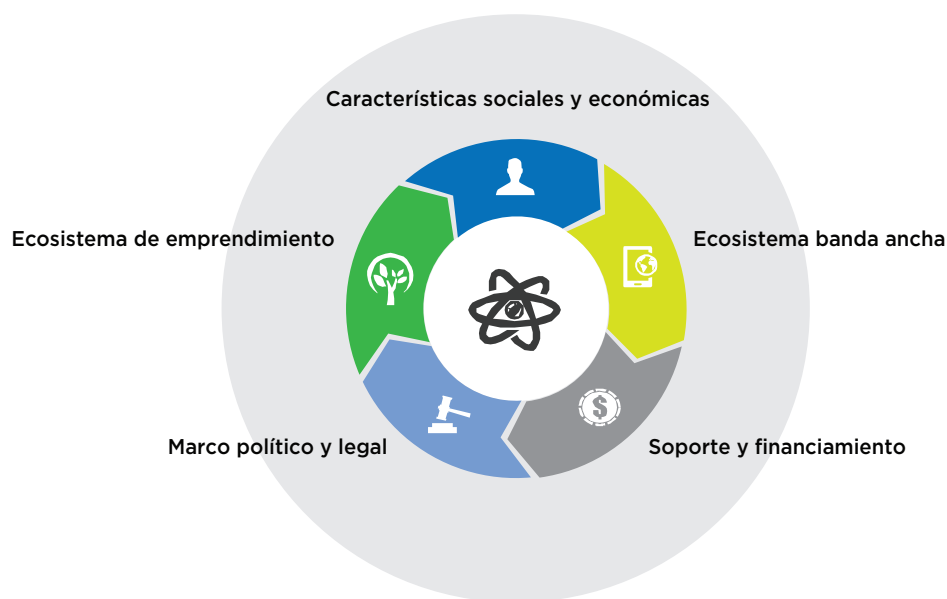 Características sociales y económicas
Ecosistema de emprendimiento
Ecosistema banda ancha
Marco político y legal
Soporte y financiamiento
$